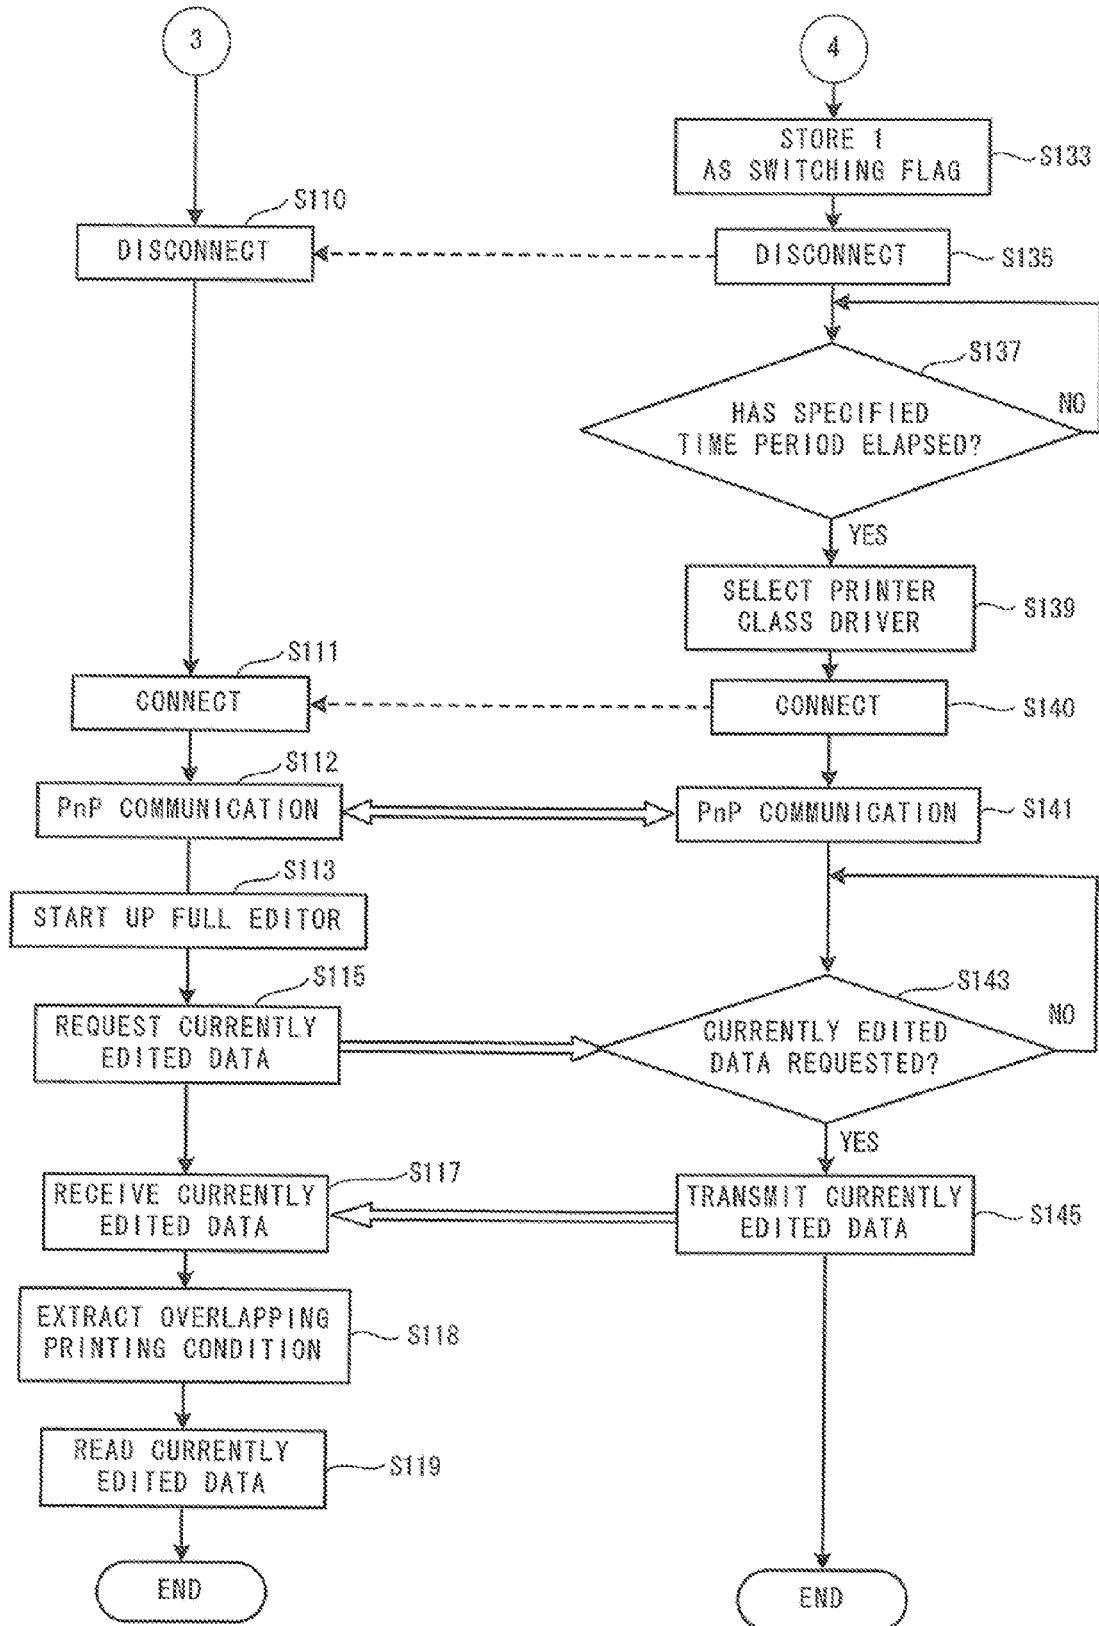 3
4
STORE 1
AS SWITCHING FLAG
S133
S110
DISCONNECT
DISCONNECT
S135
S137
HAS SPECIFIED
TIME PERIOD ELAPSED?
NO
YES
SELECT PRINTER
CLASS DRIVER
S139
S111
CONNECT
CONNECT
S140
S112
PnP COMMUNICATION
PnP COMMUNICATION
S141
S113
START UP FULL EDITOR
S115
REQUEST CURRENTLY
EDITED DATA
S143
CURRENTLY EDITED
DATA REQUESTED?
NO
YES
S117
RECEIVE CURRENTLY
EDITED DATA
TRANSMIT CURRENTLY
EDITED DATA
S145
EXTRACT OVERLAPPING
PRINTING CONDITION
S118
READ CURRENTLY
EDITED DATA
S119
END
END